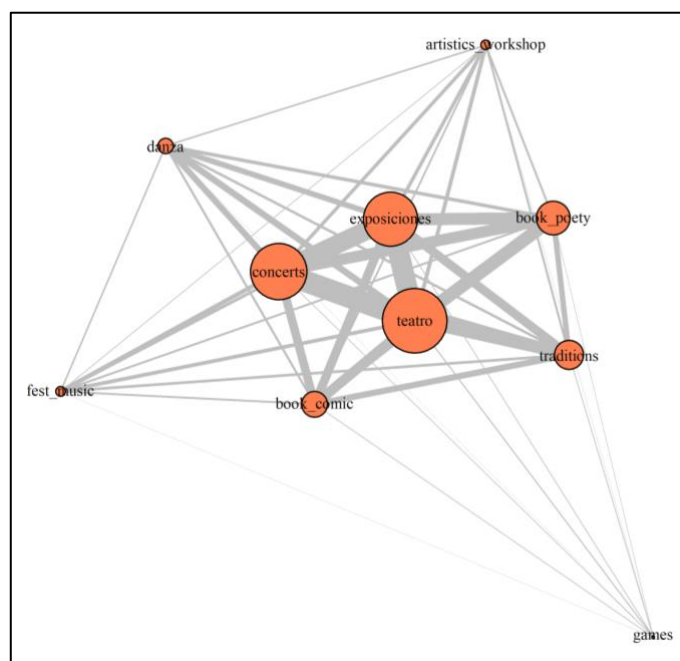 artistics_workshop
danza
exposiciones
book_poety
concerts
teatro
traditions
fest_music
book_comic
games